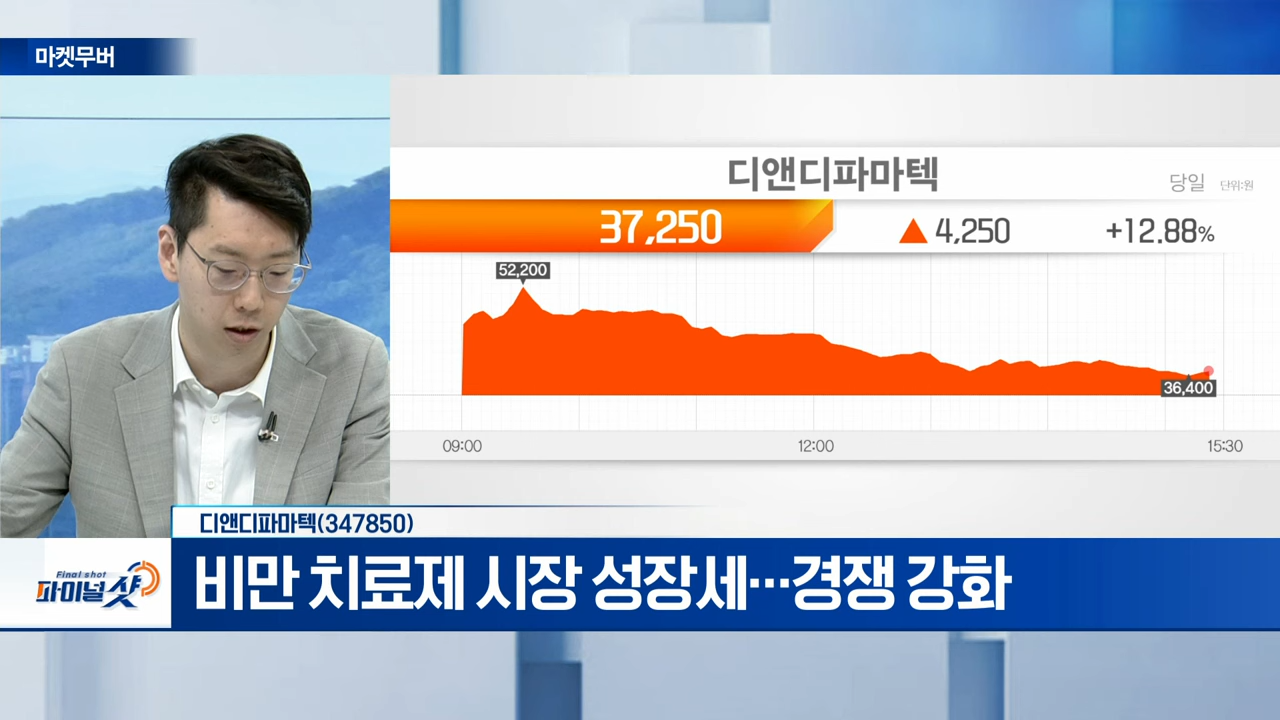 마켓무버
디앤디파마텍
당일 단위:원
37,250 ▲ 4,250 +12.88%
52,200
36,400
09:00 12:00 15:30
디앤디파마텍(347850)
Final shot
파이널샷
비만 치료제 시장 성장세…경쟁 강화